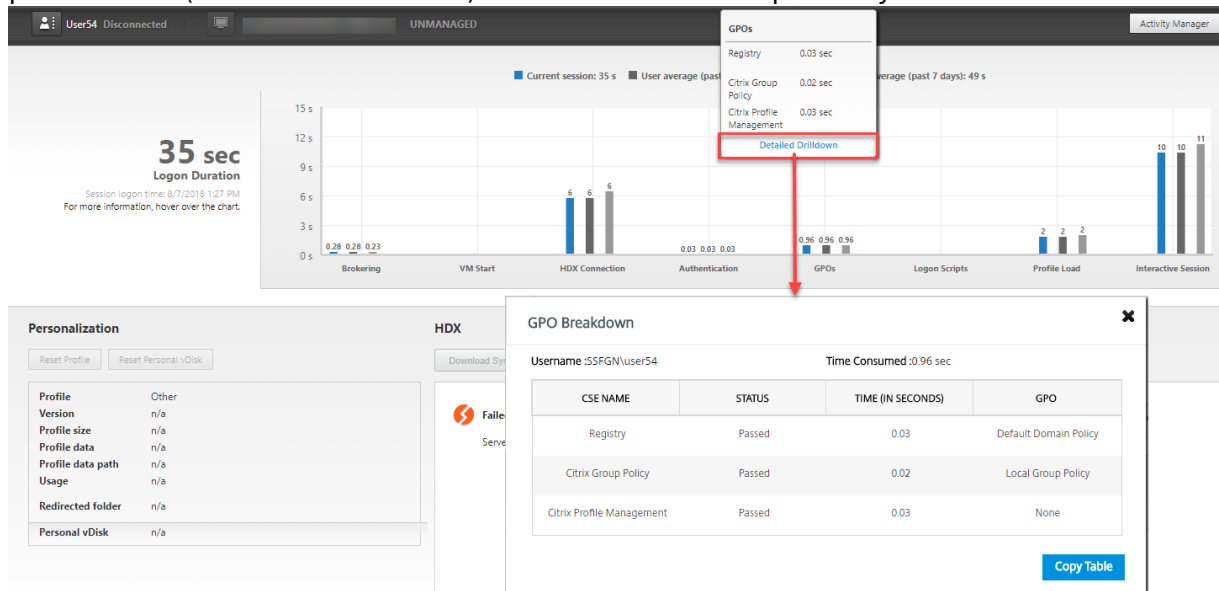 User54 Disconnected
UNMANAGED
Activity Manager
GPOs
Registry 0.03 sec
Citrix Group Policy 0.02 sec
Citrix Profile Management 0.03 sec
Detailed Drilldown
Current session: 35 s User average (past
verage (past 7 days): 49 s
35 sec
Logon Duration
Session logon time: 8/7/2018 1:27 PM
For more information, hover over the chart.
15 s
12 s
9 s
6 s
3 s
0 s
0.28 0.28 0.23
6 6 6
0.03 0.03 0.03
0.96 0.96 0.96
2 2 2
10 10 11
Brokering VM Start HDX Connection Authentication GPOs Logon Scripts Profile Load Interactive Session
Personalization
Reset Profile Reset Personal vDisk
Profile Other
Version n/a
Profile size n/a
Profile data n/a
Profile data path n/a
Usage n/a
Redirected folder n/a
Personal vDisk n/a
HDX
Download Sys
Faile
Serve
GPO Breakdown
Username :SSFGN\user54 Time Consumed :0.96 sec
CSE NAME STATUS TIME (IN SECONDS) GPO
Registry Passed 0.03 Default Domain Policy
Citrix Group Policy Passed 0.02 Local Group Policy
Citrix Profile Management Passed 0.03 None
Copy Table